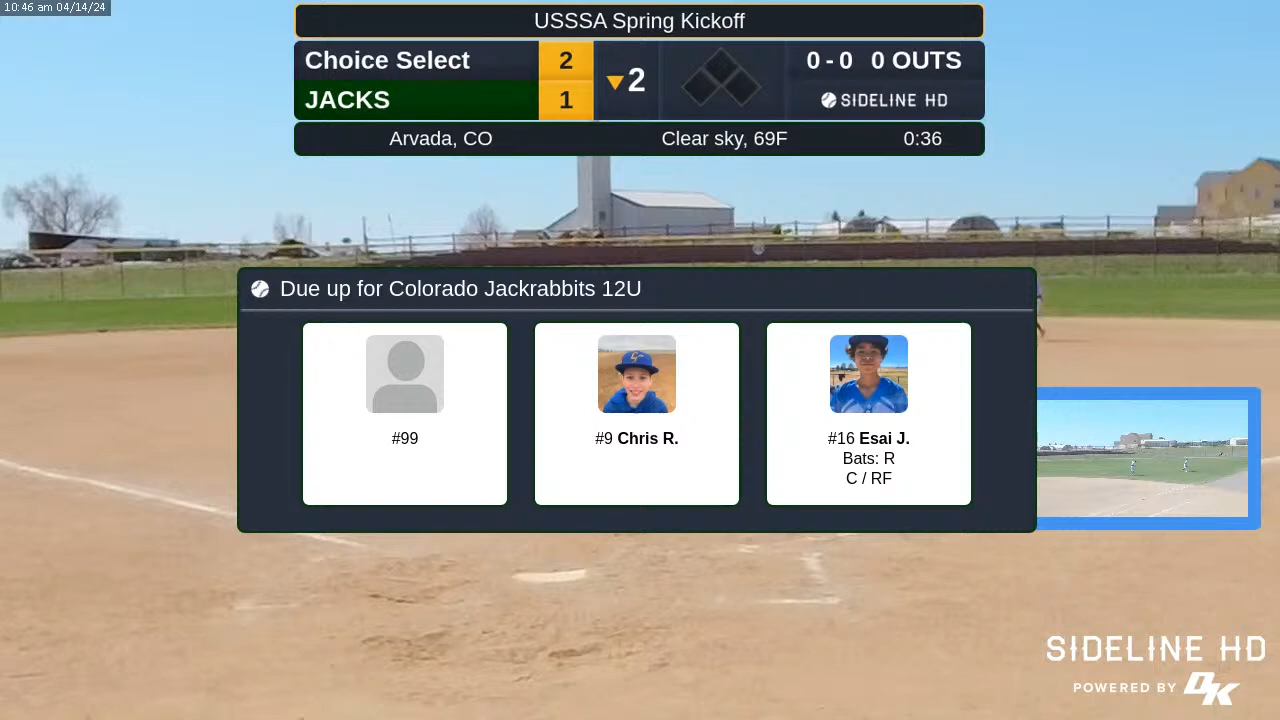 10:46 am 04/14/24
USSSA Spring Kickoff
Choice Select 2
JACKS 1
2
0 - 0 0 OUTS
SIDELINE HD
Arvada, CO Clear sky, 69F 0:36
Due up for Colorado Jackrabbits 12U
#99
#9 Chris R.
#16 Esai J.
Bats: R
C / RF
SIDELINE HD
POWERED BY DK